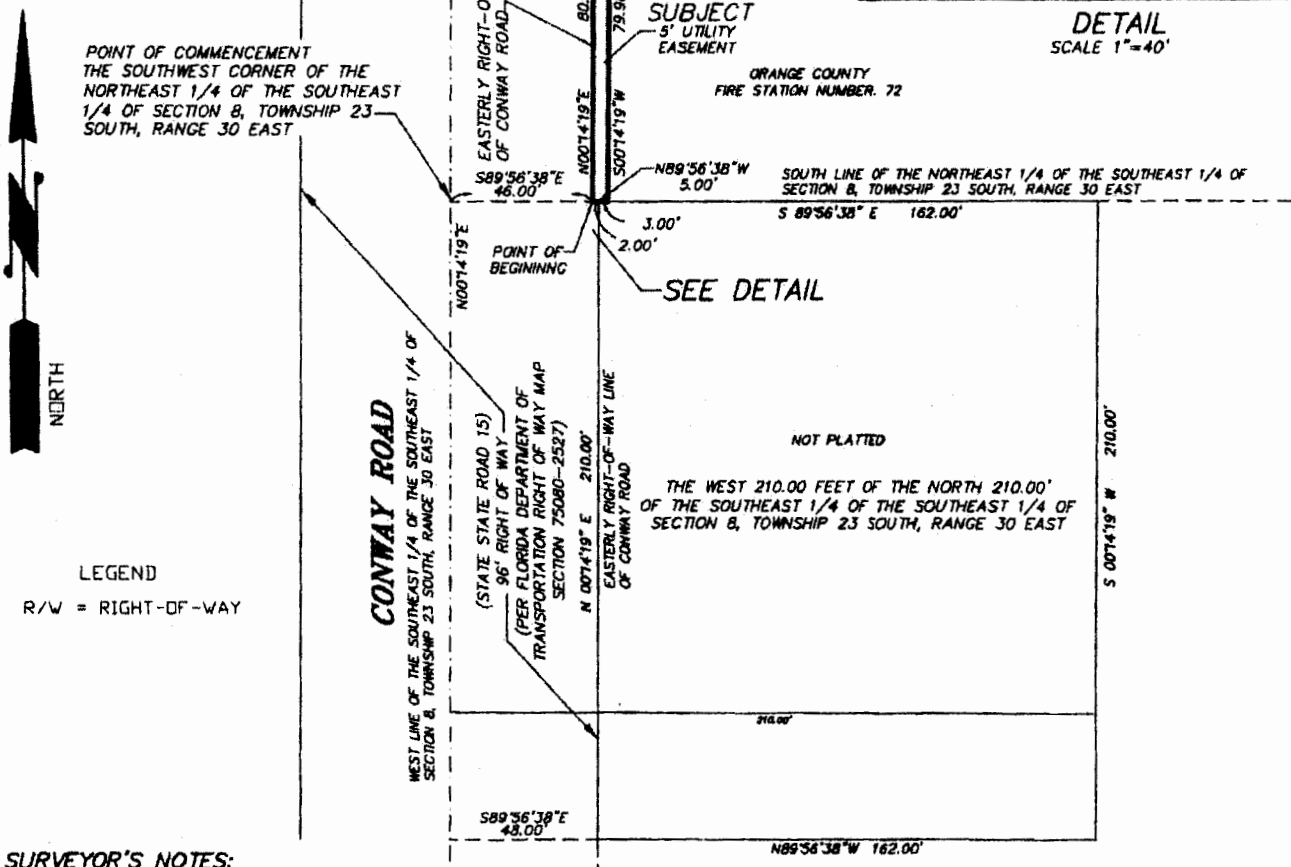 SUBJECT
5' UTILITY
EASEMENT
DETAIL
SCALE 1"=40'
POINT OF COMMENCEMENT
THE SOUTHWEST CORNER OF THE
NORTHEAST 1/4 OF THE SOUTHEAST
1/4 OF SECTION 8, TOWNSHIP 23
SOUTH, RANGE 30 EAST
EASTERLY RIGHT-O
OF CONWAY ROAD
80.
N00°14'19"E
S00°14'19"W
ORANGE COUNTY
FIRE STATION NUMBER. 72
S89°56'38"E
46.00'
N89°56'38"W
5.00'
SOUTH LINE OF THE NORTHEAST 1/4 OF THE SOUTHEAST 1/4 OF
SECTION 8, TOWNSHIP 23 SOUTH, RANGE 30 EAST
S 89°56'38" E 162.00'
3.00'
2.00'
N00°14'19"E
POINT OF
BEGININNG
SEE DETAIL
NORTH
CONWAY ROAD
WEST LINE OF THE SOUTHEAST 1/4 OF THE SOUTHEAST 1/4 OF
SECTION 8, TOWNSHIP 23 SOUTH, RANGE 30 EAST
(STATE STATE ROAD 15)
96' RIGHT OF WAY
(PER FLORIDA DEPARTMENT OF
TRANSPORTATION RIGHT OF WAY MAP
SECTION 75080-2527)
N 00°14'19" E 210.00'
EASTERLY RIGHT-OF-WAY LINE
OF CONWAY ROAD
NOT PLATTED
THE WEST 210.00 FEET OF THE NORTH 210.00'
OF THE SOUTHEAST 1/4 OF THE SOUTHEAST 1/4 OF
SECTION 8, TOWNSHIP 23 SOUTH, RANGE 30 EAST
S 00°14'19" W 210.00'
LEGEND
R/W = RIGHT-OF-WAY
210.00'
S89°56'38"E
48.00'
N89°56'38"W 162.00'
SURVEYOR'S NOTES: